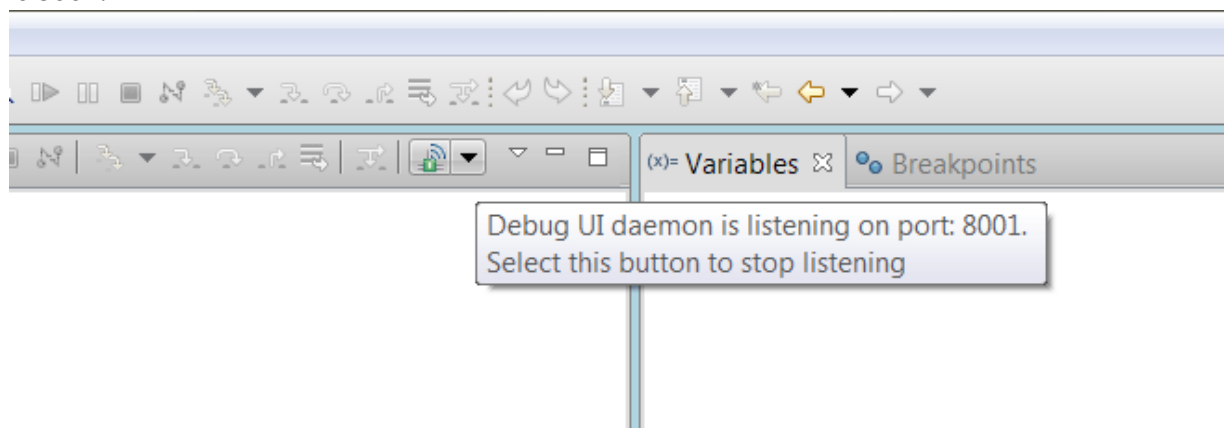 (x)= Variables Breakpoints
Debug UI daemon is listening on port: 8001.
Select this button to stop listening